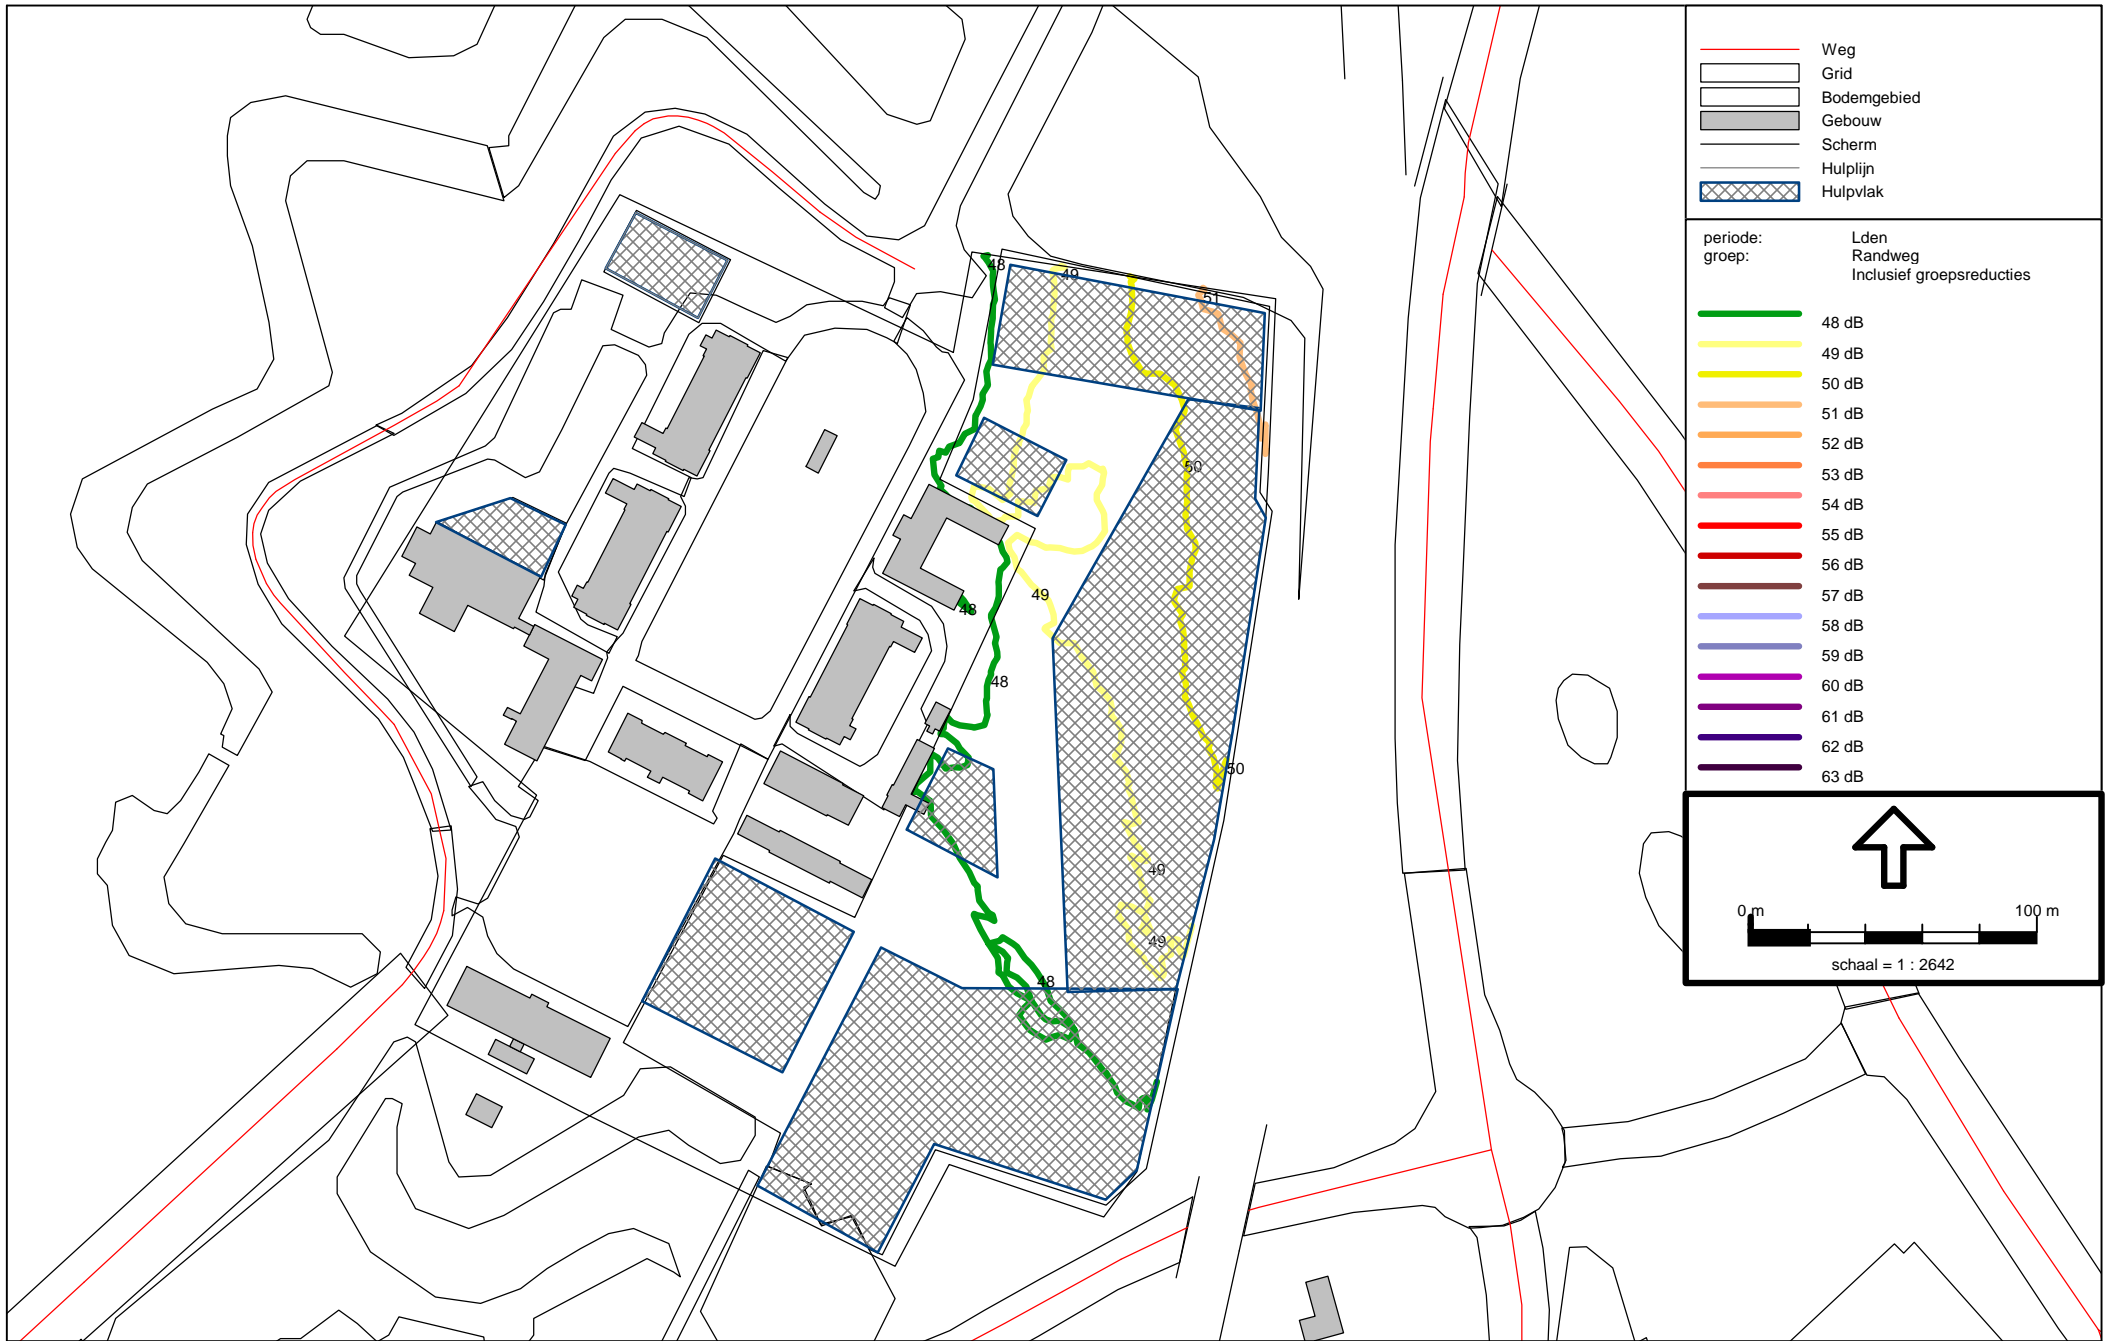 Weg
Grid
Bodemgebied
Gebouw
Scherm
Hulplijn
Hulpvlak
periode: Lden
groep: Randweg
Inclusief groepsreducties
48 dB
49 dB
50 dB
51 dB
52 dB
53 dB
54 dB
55 dB
56 dB
57 dB
58 dB
59 dB
60 dB
61 dB
62 dB
63 dB
0 m 100 m
schaal = 1 : 2642
48
49
51
50
49
48
48
50
49
49
48